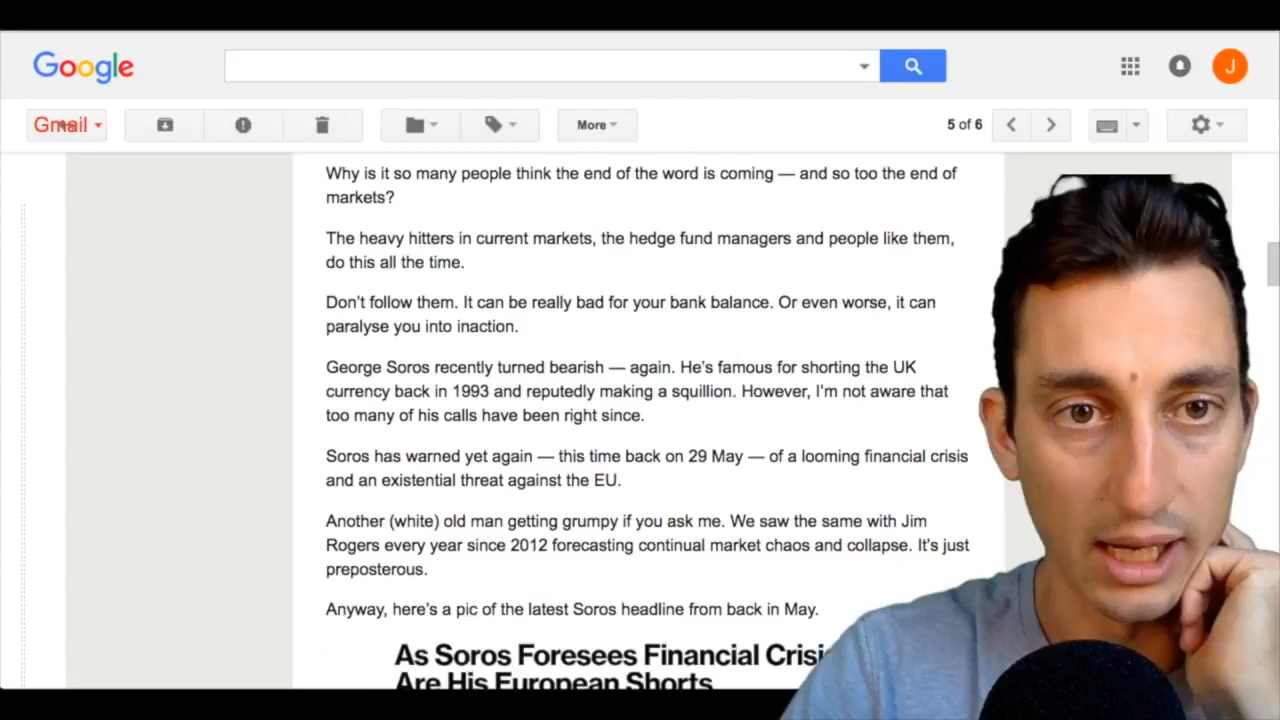 Google
J
Gmail
More
5 of 6
Why is it so many people think the end of the word is coming — and so too the end of
markets?
The heavy hitters in current markets, the hedge fund managers and people like them,
do this all the time.
Don’t follow them. It can be really bad for your bank balance. Or even worse, it can
paralyse you into inaction.
George Soros recently turned bearish — again. He’s famous for shorting the UK
currency back in 1993 and reputedly making a squillion. However, I’m not aware that
too many of his calls have been right since.
Soros has warned yet again — this time back on 29 May — of a looming financial crisis
and an existential threat against the EU.
Another (white) old man getting grumpy if you ask me. We saw the same with Jim
Rogers every year since 2012 forecasting continual market chaos and collapse. It’s just
preposterous.
Anyway, here’s a pic of the latest Soros headline from back in May.
As Soros Foresees Financial
Are His European Shorts